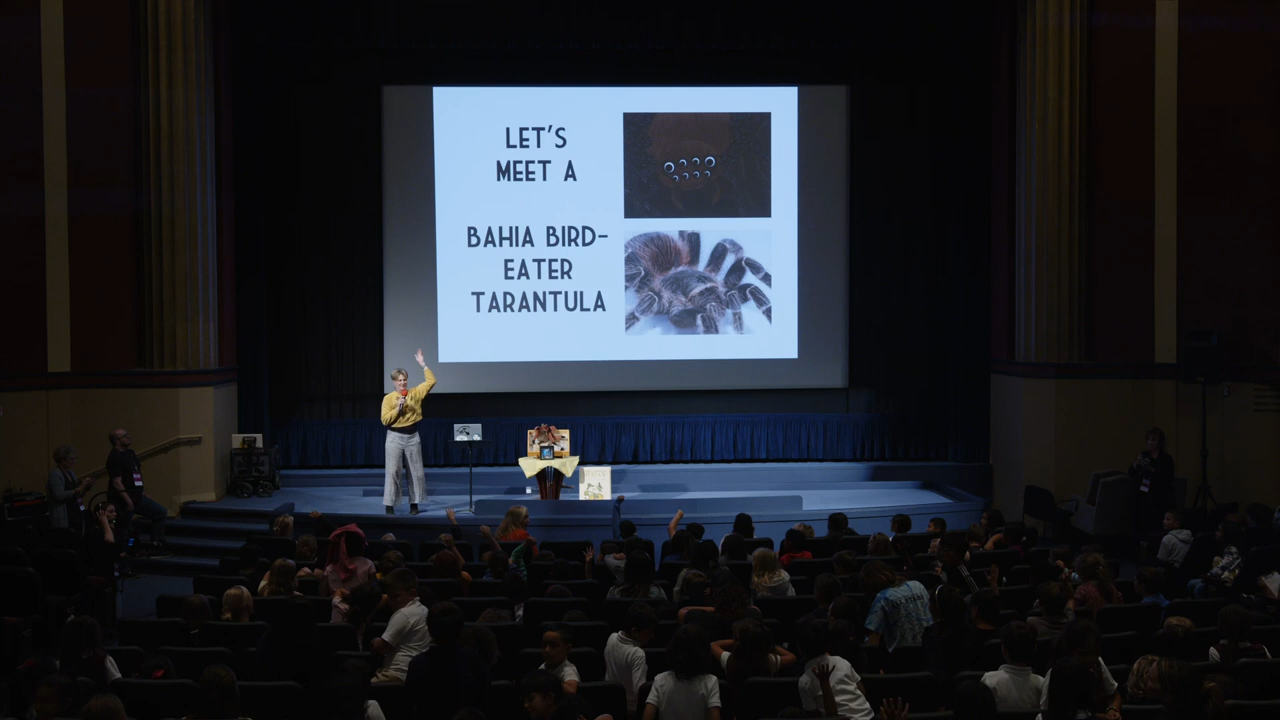 LET'S
MEET A
BAHIA BIRD-
EATER
TARANTULA